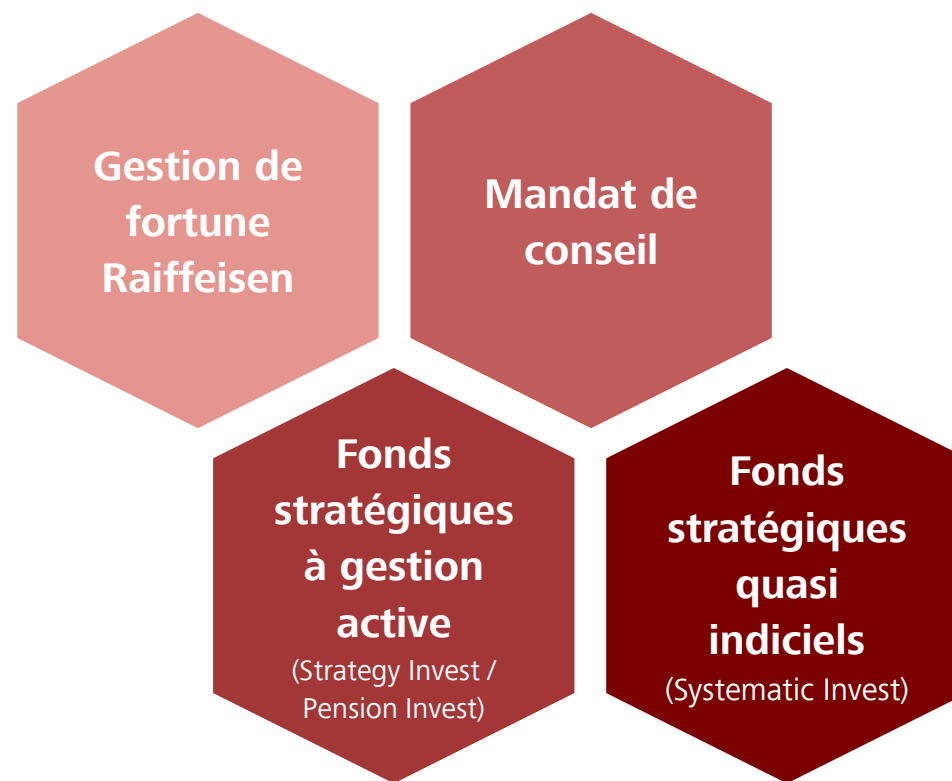 Gestion de
fortune
Raiffeisen
Mandat de
conseil
Fonds
stratégiques
à gestion
active
(Strategy Invest /
Pension Invest)
Fonds
stratégiques
quasi
indiciels
(Systematic Invest)